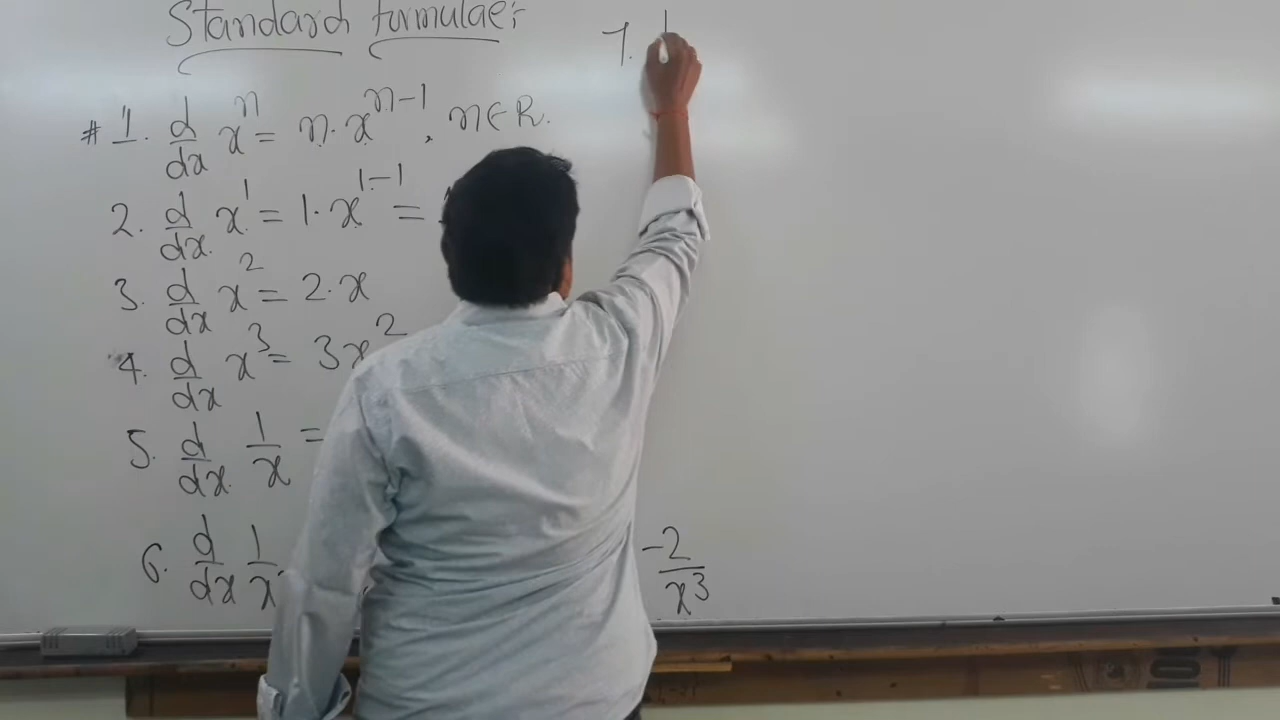 Standard formulae:
# 1. d/dx x^n = n·x^(n-1), n∈R.
2. d/dx x^1 = 1·x^(1-1) =
3. d/dx x^2 = 2·x
4. d/dx x^3 = 3x^2
5. d/dx 1/x =
6. d/dx 1/x -2/x^3
7.